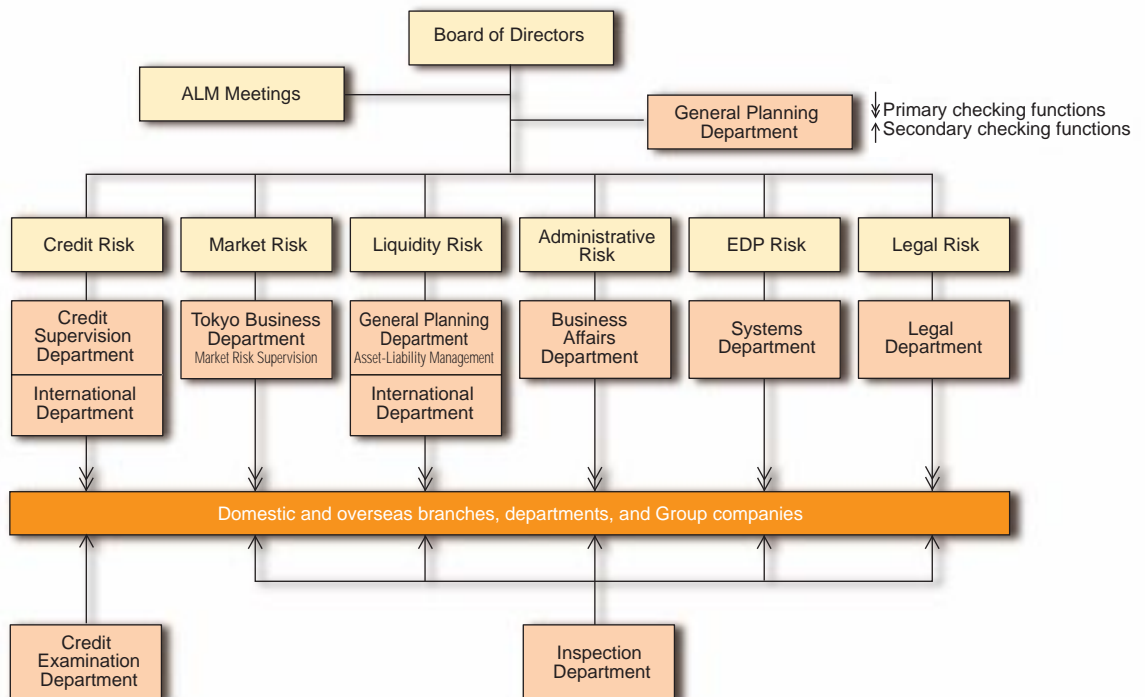 Board of Directors
ALM Meetings
General Planning
Department
Primary checking functions
Secondary checking functions
Credit Risk
Market Risk
Liquidity Risk
Administrative
Risk
EDP Risk
Legal Risk
Credit
Supervision
Department
International
Department
Tokyo Business
Department
Market Risk Supervision
General Planning
Department
Asset-Liability Management
International
Department
Business
Affairs
Department
Systems
Department
Legal
Department
Domestic and overseas branches, departments, and Group companies
Credit
Examination
Department
Inspection
Department